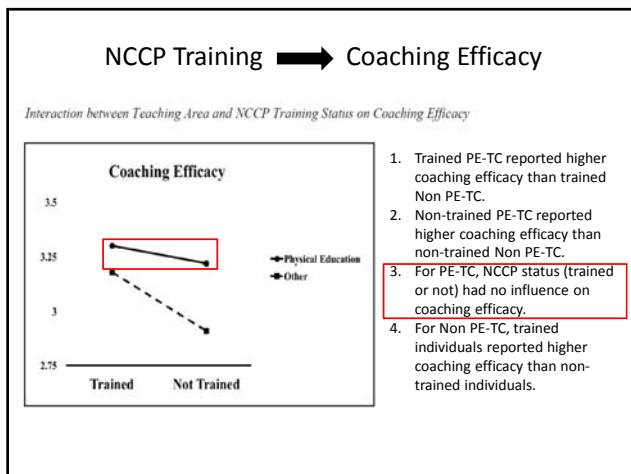 NCCP Training Coaching Efficacy
Interaction between Teaching Area and NCCP Training Status on Coaching Efficacy
Coaching Efficacy
3.5
3.25
3
2.75
Trained Not Trained
Physical Education
Other
1. Trained PE-TC reported higher
coaching efficacy than trained
Non PE-TC.
2. Non-trained PE-TC reported
higher coaching efficacy than
non-trained Non PE-TC.
3. For PE-TC, NCCP status (trained
or not) had no influence on
coaching efficacy.
4. For Non PE-TC, trained
individuals reported higher
coaching efficacy than non-
trained individuals.